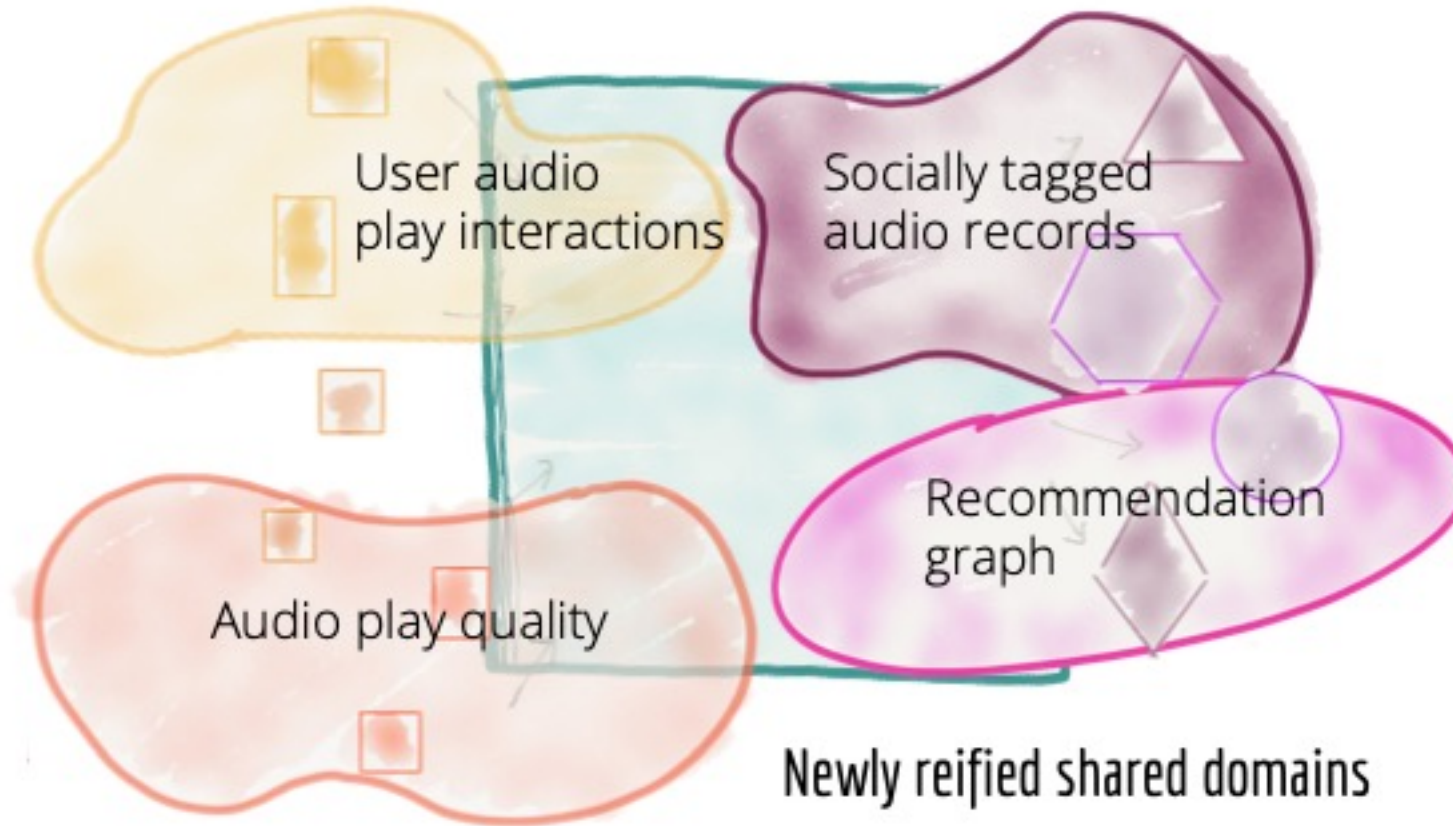 User audio
play interactions
Socially tagged
audio records
Recommendation
graph
Audio play quality
Newly reified shared domains